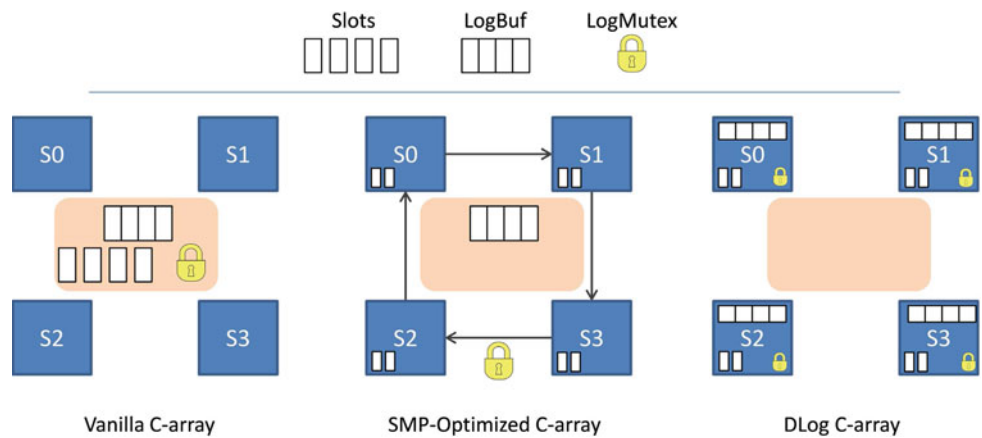 Slots LogBuf LogMutex
S0 S1 S0 S1 S0 S1
S2 S3 S2 S3 S2 S3
Vanilla C-array SMP-Optimized C-array DLog C-array